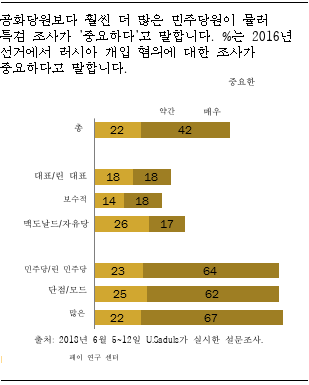 공화당원보다 훨씬 더 많은 민주당원이 뮬러
특검 조사가 '중요하다'고 말합니다. %는 2016년
선거에서 러시아 개입 혐의에 대한 조사가
중요하다고 말합니다.
중요한
약간 매우
총 22 42
대표/린 대표 18 18
보수적 14 18
맥도날드/자유당 26 17
민주당/린 민주당 23 64
단점/모드 25 62
많은 22 67
출처: 2018년 6월 5~12일 U.S.adults가 실시한 설문조사.
퓨이 연구 센터